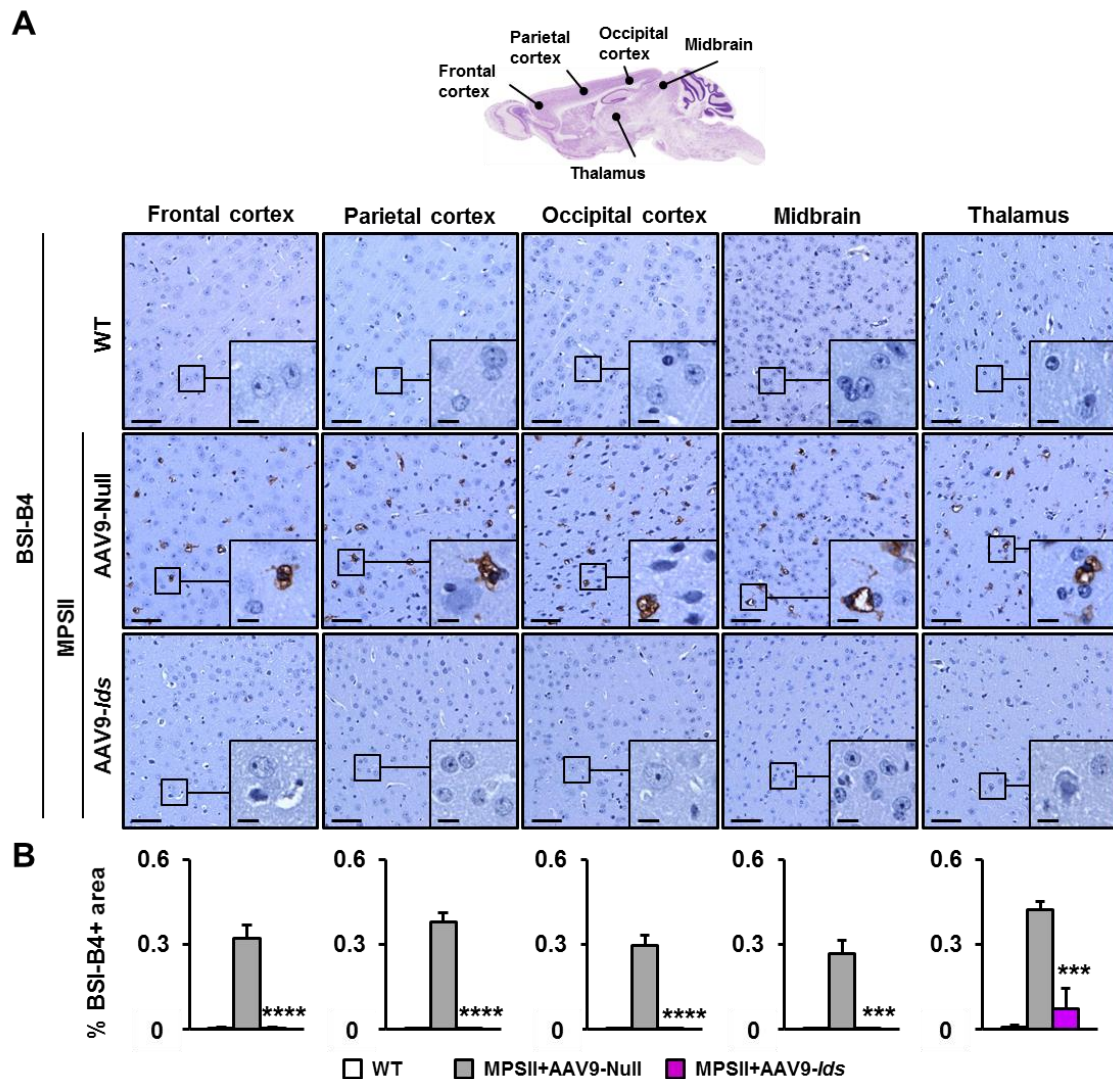 A
Frontal
cortex
Parietal
cortex
Occipital
cortex
Midbrain
Thalamus
Frontal cortex
Parietal cortex
Occipital cortex
Midbrain
Thalamus
BSI-B4
WT
MPSII
AAV9-Null
AAV9-Ids
B
% BSI-B4+ area
0.6
0.3
0
****
0.6
0.3
0
****
0.6
0.3
0
****
0.6
0.3
0
***
0.6
0.3
0
***
WT
MPSII+AAV9-Null
MPSII+AAV9-Ids